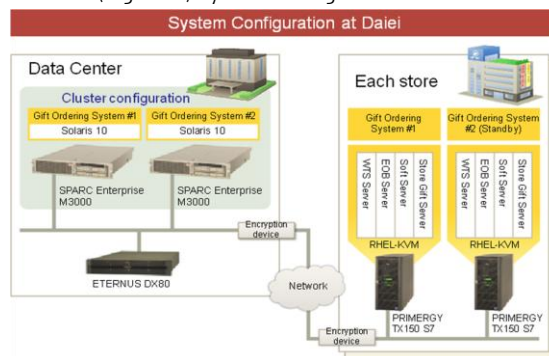 System Configuration at Daiei
Data Center
Cluster configuration
Gift Ordering System #1
Solaris 10
Gift Ordering System #2
Solaris 10
SPARC Enterprise
M3000
SPARC Enterprise
M3000
ETERNUS DX80
Encryption
device
Network
Encryption
device
Each store
Gift Ordering
System #1
WTS Server
EOB Server
Soft Server
Store Gift Server
RHEL-KVM
PRIMERGY
TX150 S7
Gift Ordering System
#2 (Standby)
WTS Server
EOB Server
Soft Server
Store Gift Server
RHEL-KVM
PRIMERGY
TX150 S7